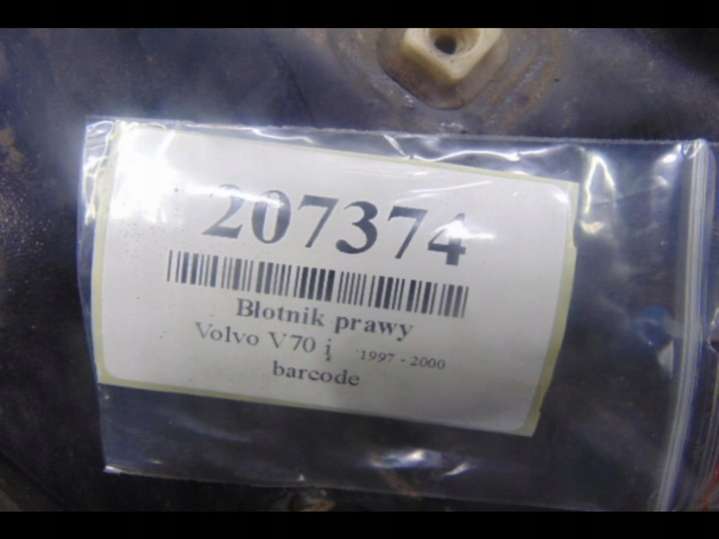 207374
Błotnik prawy
Volvo V70 1997 - 2000
barcode